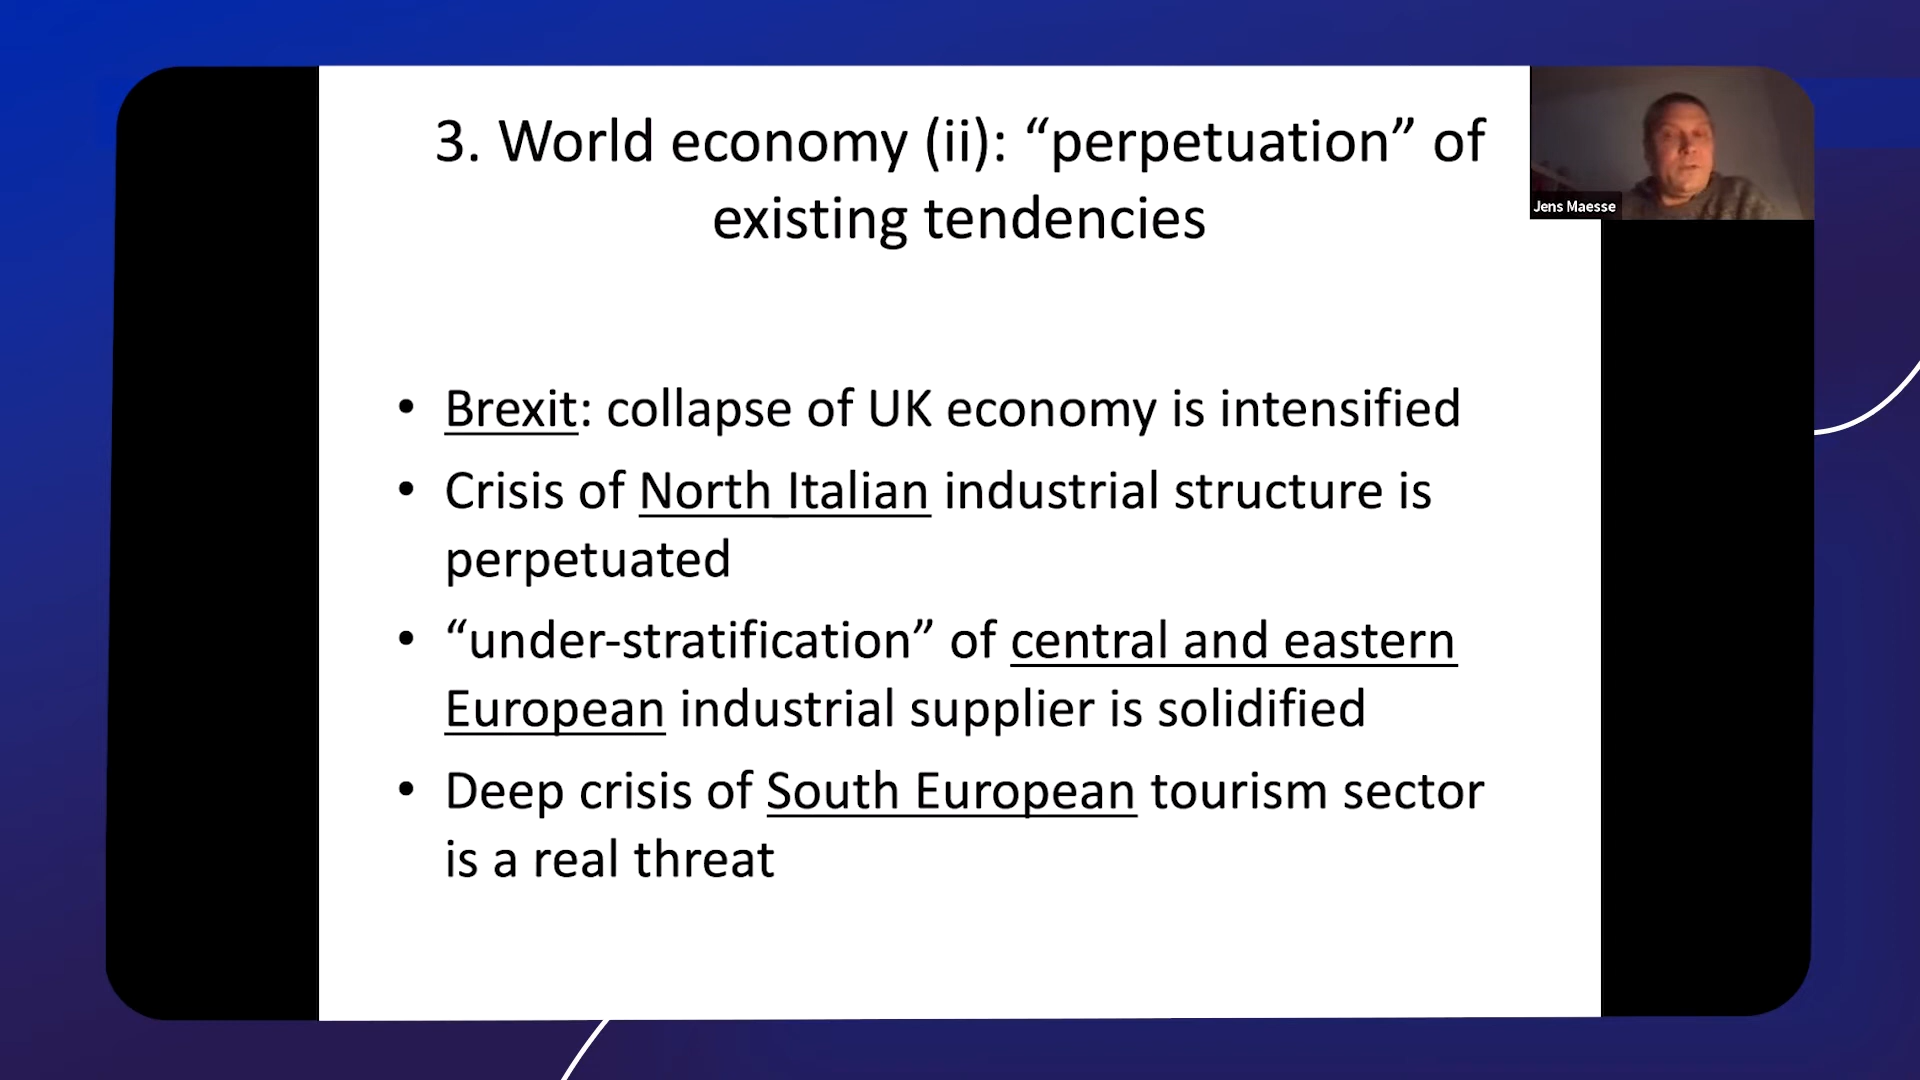 3. World economy (ii): “perpetuation” of
existing tendencies
Jens Maesse
• Brexit: collapse of UK economy is intensified
• Crisis of North Italian industrial structure is
perpetuated
• “under-stratification” of central and eastern
European industrial supplier is solidified
• Deep crisis of South European tourism sector
is a real threat